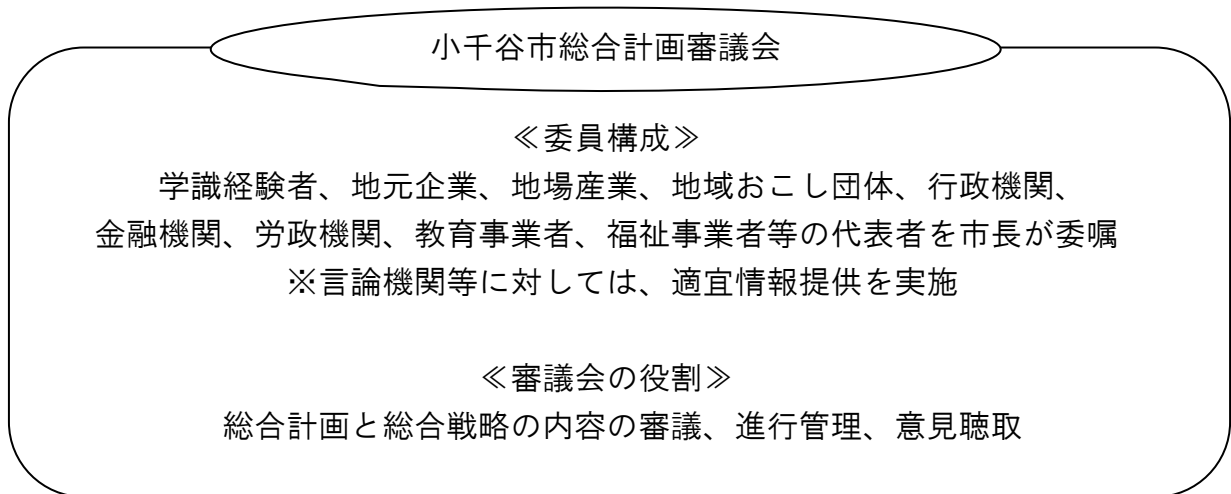 小千谷市総合計画審議会
≪委員構成≫
学識経験者、地元企業、地場産業、地域おこし団体、行政機関、
金融機関、労政機関、教育事業者、福祉事業者等の代表者を市長が委嘱
※言論機関等に対しては、適宜情報提供を実施
≪審議会の役割≫
総合計画と総合戦略の内容の審議、進行管理、意見聴取